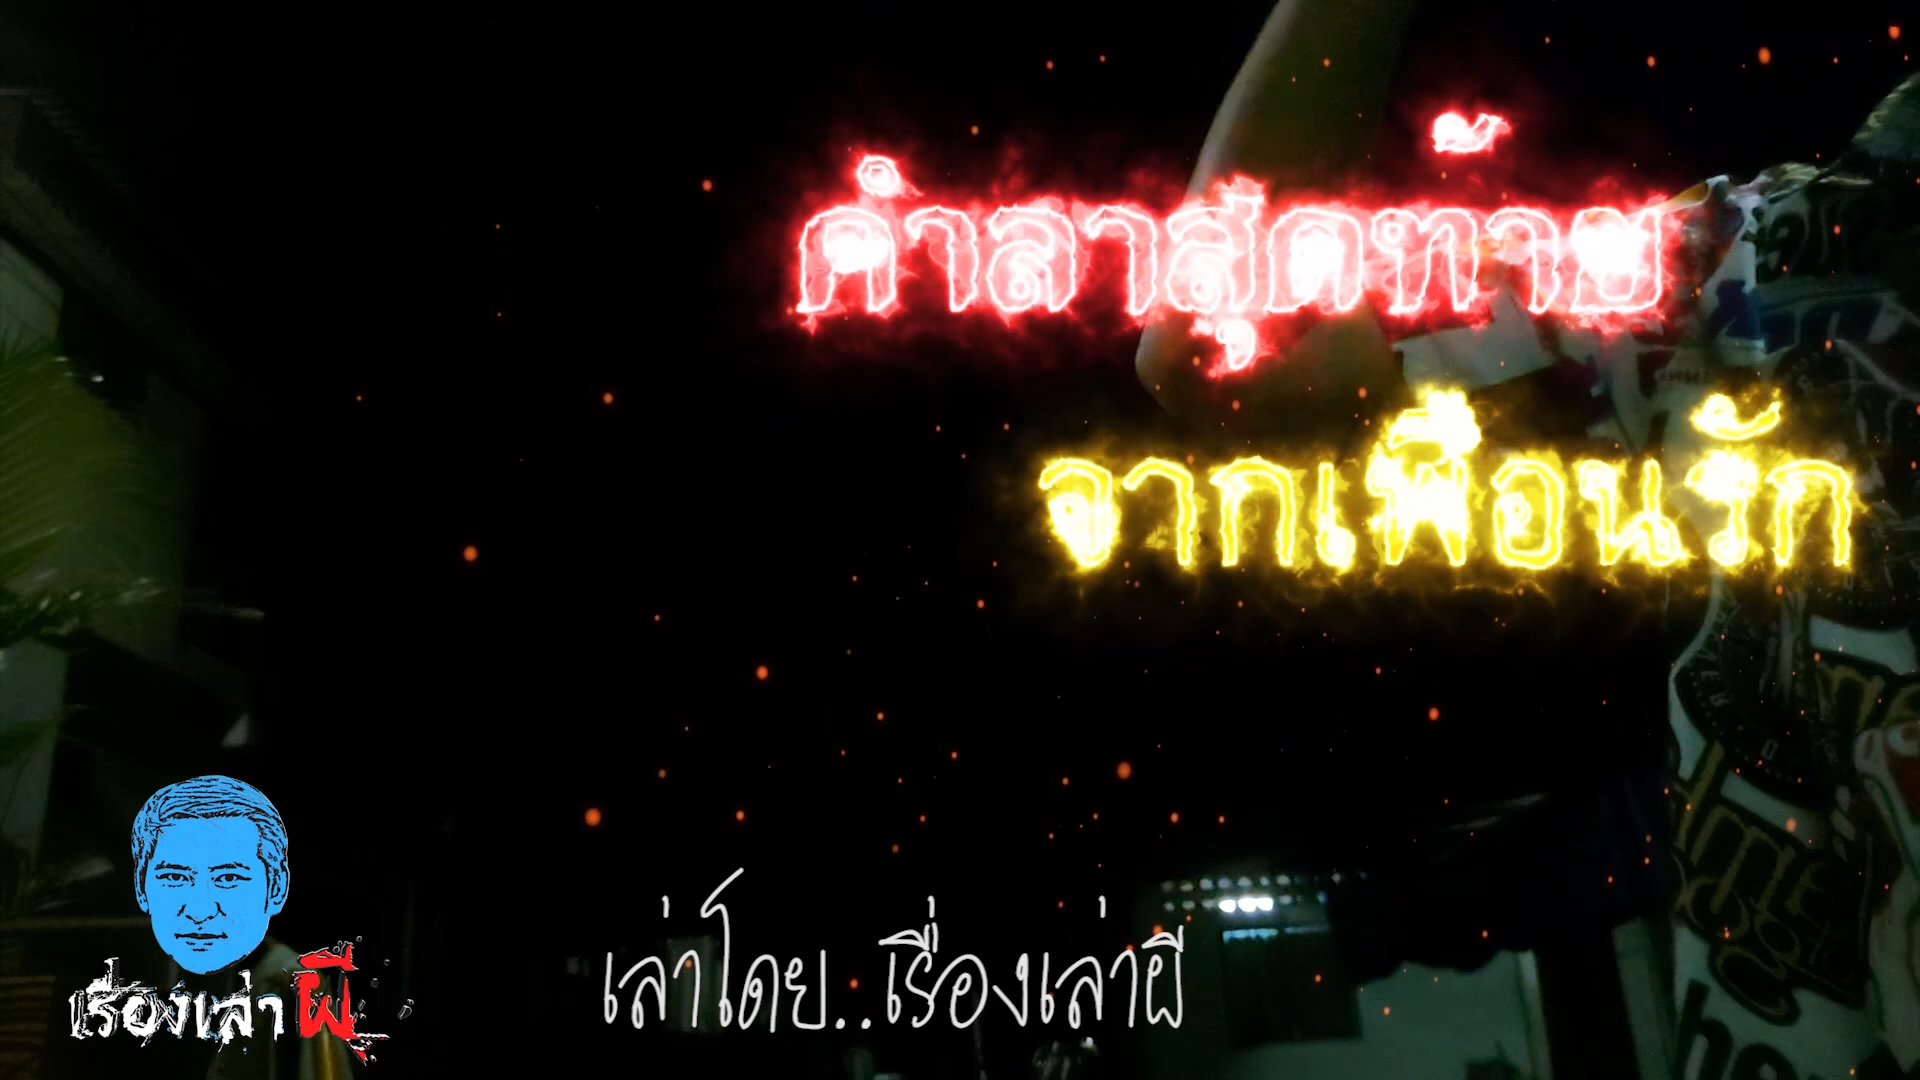 คำลาสุดท้าย
จากเพื่อนรัก
เล่าโดย..เรื่องเล่าผี
เรื่องเล่าผี